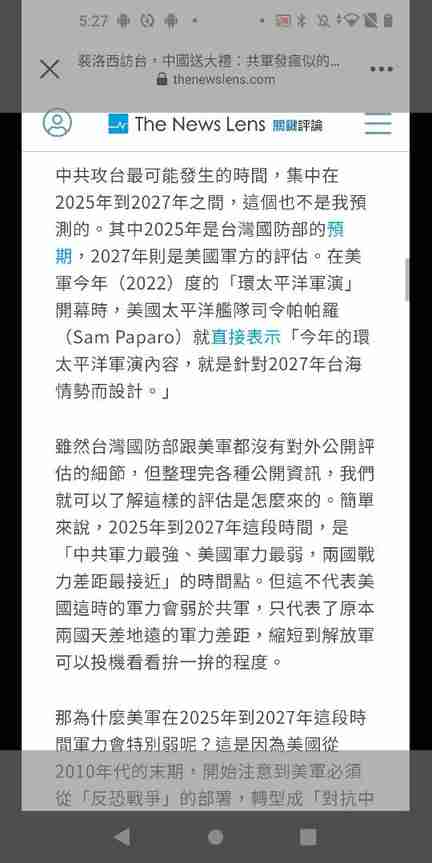 5:27
裴洛西訪台，中國送大禮：共軍發瘋似的...
thenewslens.com
The News Lens 關鍵評論
中共攻台最可能發生的時間，集中在
2025年到2027年之間，這個也不是我預
測的。其中2025年是台灣國防部的預
期，2027年則是美國軍方的評估。在美
軍今年（2022）度的「環太平洋軍演」
開幕時，美國太平洋艦隊司令帕帕羅
（Sam Paparo）就直接表示「今年的環
太平洋軍演內容，就是針對2027年台海
情勢而設計。」
雖然台灣國防部跟美軍都沒有對外公開評
估的細節，但整理完各種公開資訊，我們
就可以了解這樣的評估是怎麼來的。簡單
來說，2025年到2027年這段時間，是
「中共軍力最強、美國軍力最弱，兩國戰
力差距最接近」的時間點。但這不代表美
國這時的軍力會弱於共軍，只代表了原本
兩國天差地遠的軍力差距，縮短到解放軍
可以投機看看拚一拚的程度。
那為什麼美軍在2025年到2027年這段時
間軍力會特別弱呢？這是因為美國從
2010年代的末期，開始注意到美軍必須
從「反恐戰爭」的部署，轉型成「對抗中